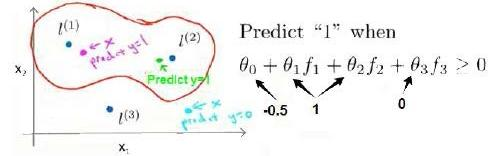 l(1)
← x
predict y=1
l(2)
Predict y=1
x₂
← x
predict y=0
l(3)
x₁
Predict “1” when
θ₀ + θ₁f₁ + θ₂f₂ + θ₃f₃ ≥ 0
-0.5 1 0